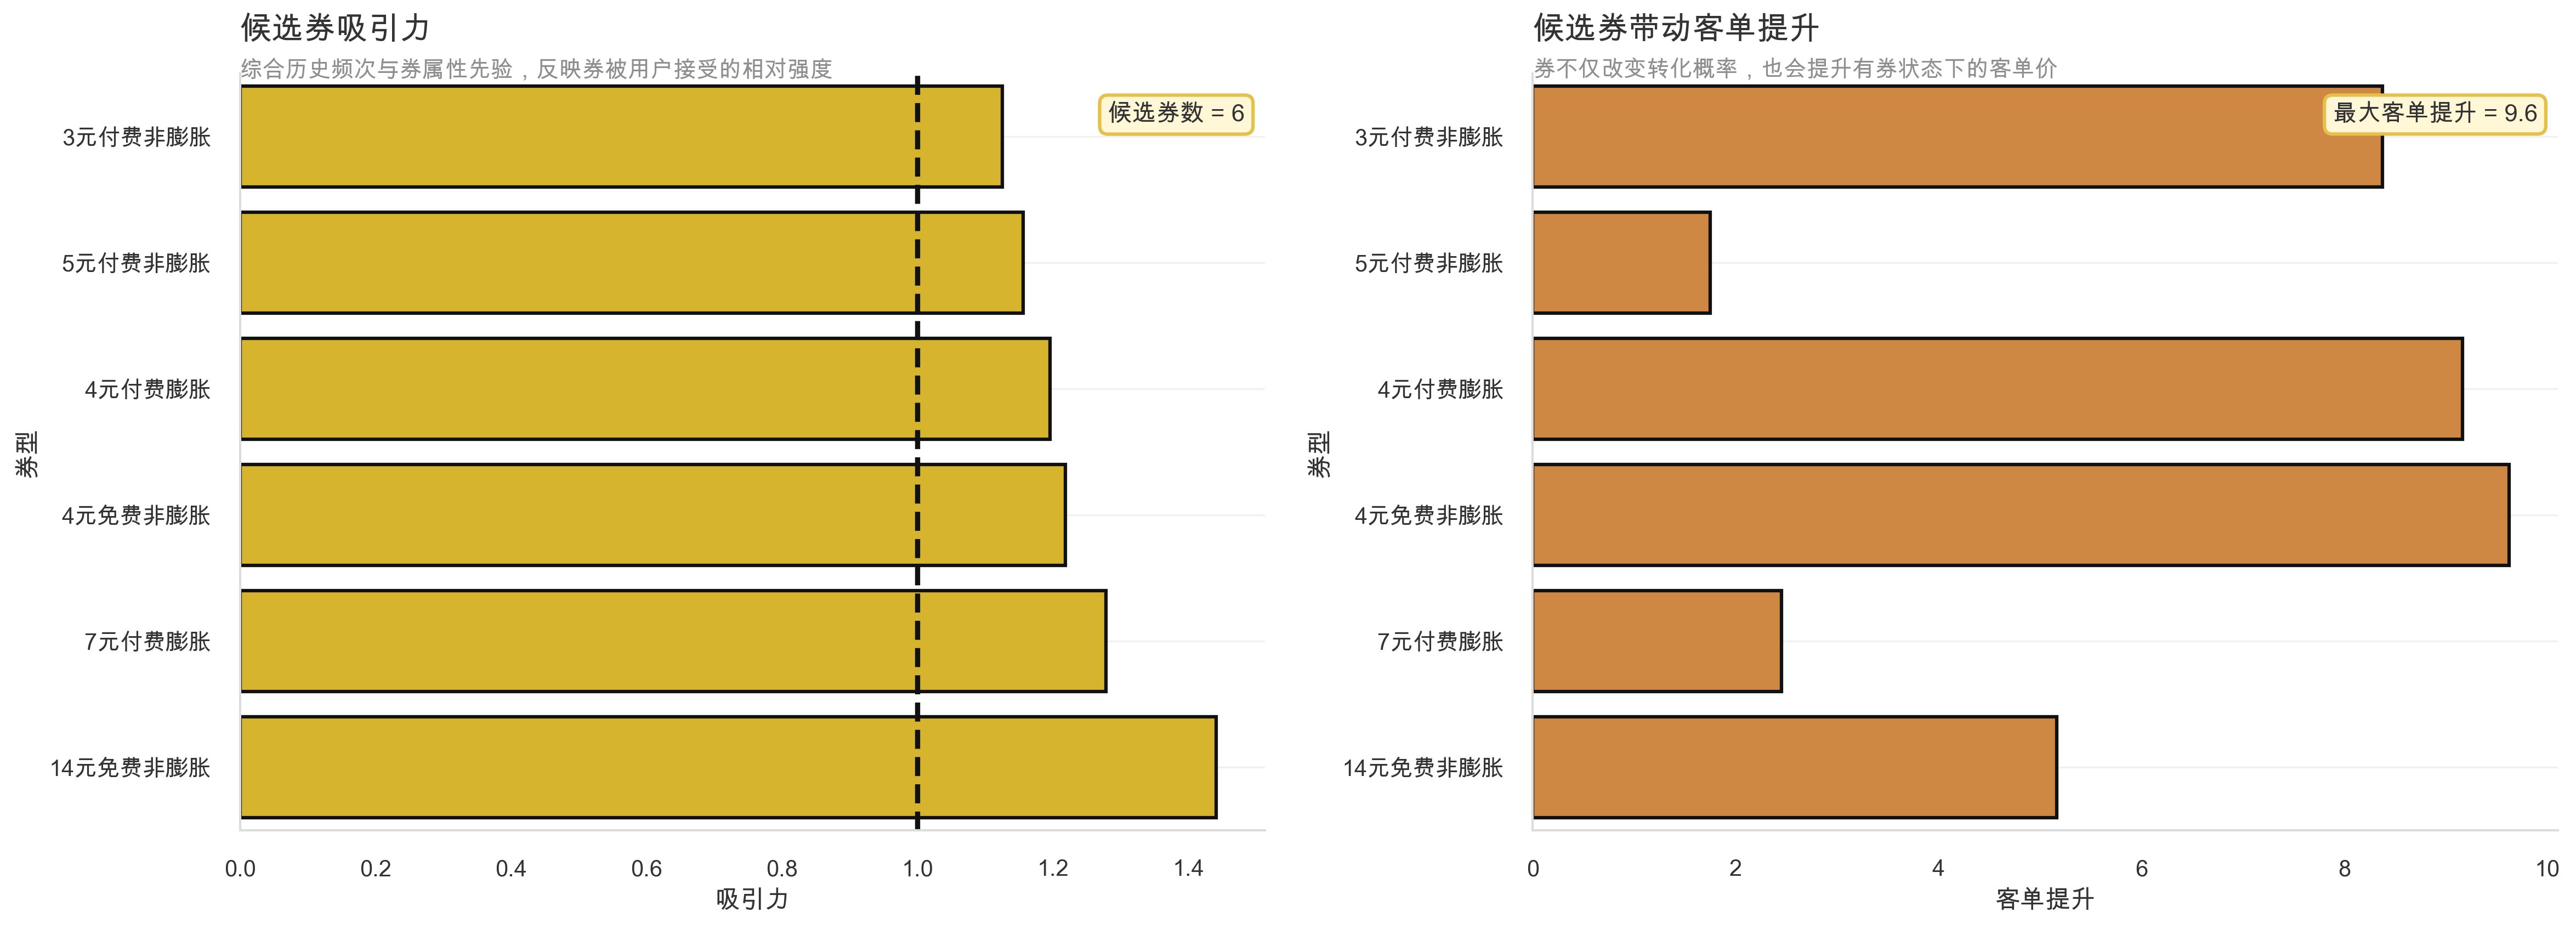 候选券吸引力
综合历史频次与券属性先验，反映券被用户接受的相对强度
候选券数 = 6
券型
3元付费非膨胀
5元付费非膨胀
4元付费膨胀
4元免费非膨胀
7元付费膨胀
14元免费非膨胀
0.0 0.2 0.4 0.6 0.8 1.0 1.2 1.4
吸引力
候选券带动客单提升
券不仅改变转化概率，也会提升有券状态下的客单价
最大客单提升 = 9.6
券型
3元付费非膨胀
5元付费非膨胀
4元付费膨胀
4元免费非膨胀
7元付费膨胀
14元免费非膨胀
0 2 4 6 8 10
客单提升